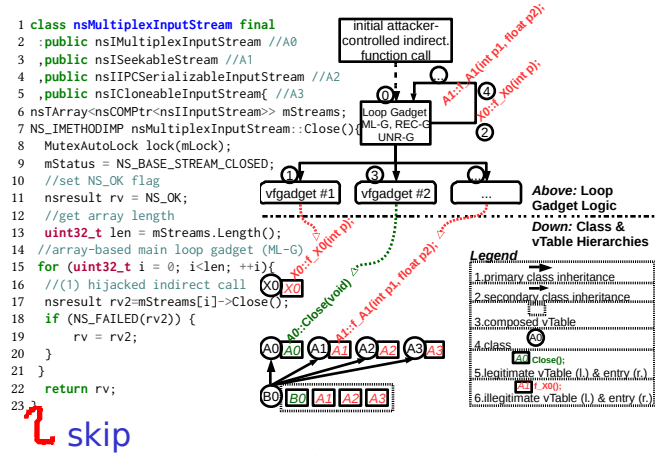 1 class nsMultiplexInputStream final
2 :public nsIMultiplexInputStream //A0
3 ,public nsISeekableStream //A1
4 ,public nsIIPCSerializableInputStream //A2
5 ,public nsICloneableInputStream{ //A3
6 nsTArray<nsCOMPtr<nsIInputStream>> mStreams;
7 NS_IMETHODIMP nsMultiplexInputStream::Close(){
8 MutexAutoLock lock(mLock);
9 mStatus = NS_BASE_STREAM_CLOSED;
10 //set NS_OK flag
11 nsresult rv = NS_OK;
12 //get array length
13 uint32_t len = mStreams.Length();
14 //array-based main loop gadget (ML-G)
15 for (uint32_t i = 0; i<len; ++i){
16 //(1) hijacked indirect call
17 nsresult rv2=mStreams[i]->Close();
18 if (NS_FAILED(rv2)) {
19 rv = rv2;
20 }
21 }
22 return rv;
23 }
skip
initial attacker-
controlled indirect.
function call
...
A1::f_A1(int p1, float p2);
X0::f_X0(int p);
0
4
2
Loop Gadget
ML-G, REC-G
UNR-G
1
3
...
vfgadget #1
vfgadget #2
...
Above: Loop
Gadget Logic
Down: Class &
vTable Hierarchies
X0::f_X0(int p);
A0::Close(void)
A1::f_A1(int p1, float p2);
X0 X0
A0 A0 A1 A1 A2 A2 A3 A3
B0 B0 A1 A2 A3
Legend
1.primary class inheritance
2.secondary class inheritance
3.composed vTable
4.class A0
A0 Close();
5.legitimate vTable (l.) & entry (r.)
A1 f_X0();
6.illegitimate vTable (l.) & entry (r.)